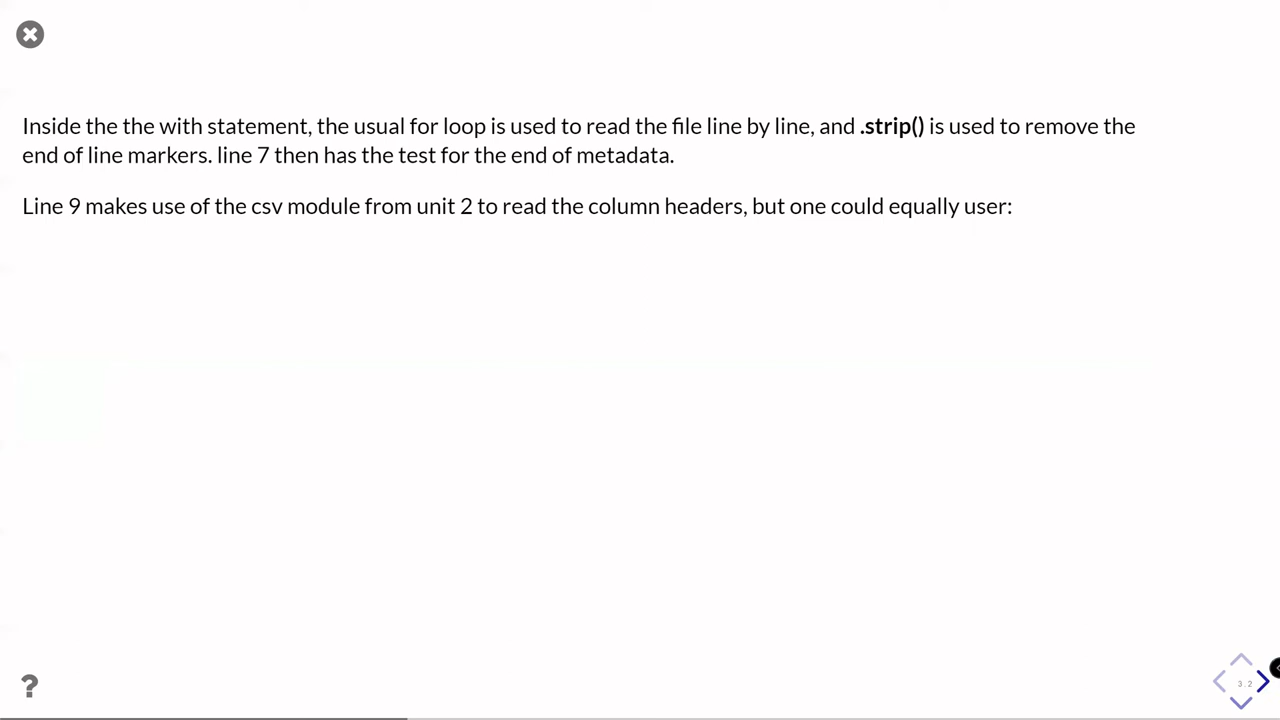 Inside the the with statement, the usual for loop is used to read the file line by line, and .strip() is used to remove the
end of line markers. line 7 then has the test for the end of metadata.
Line 9 makes use of the csv module from unit 2 to read the column headers, but one could equally user:
?
3.2